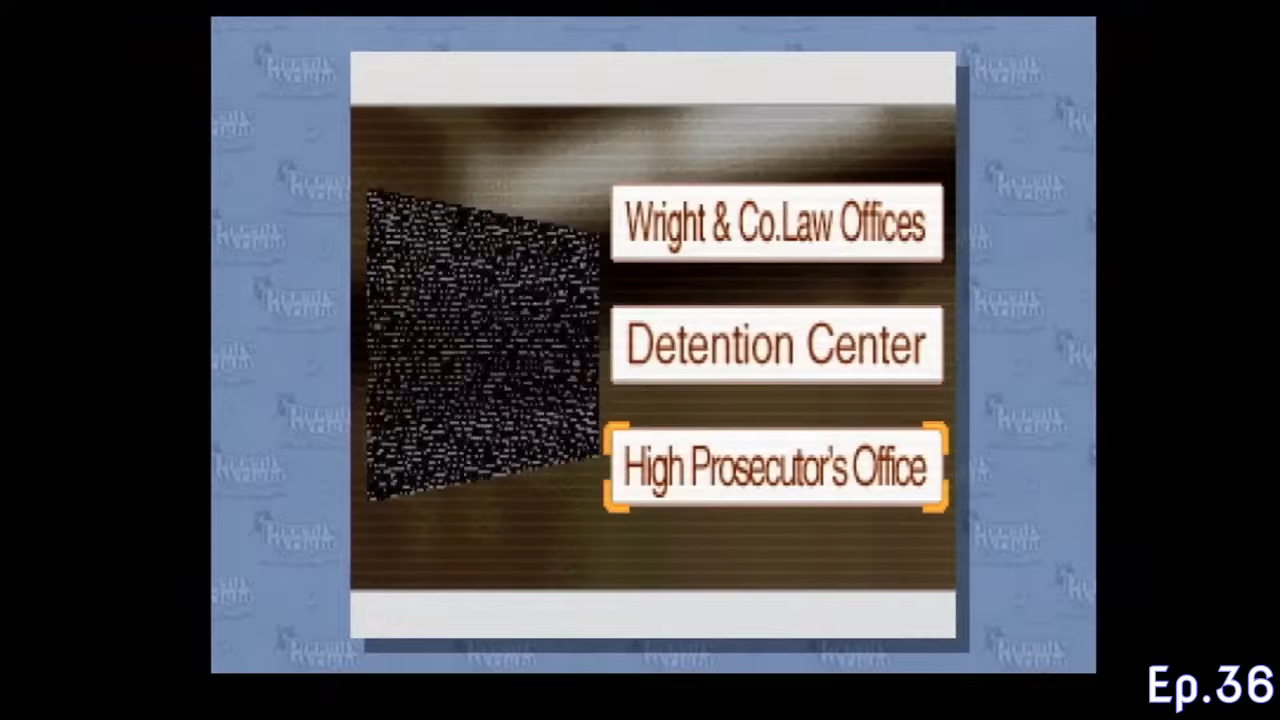 Wright & Co.Law Offices
Detention Center
High Prosecutor's Office
Ep.36